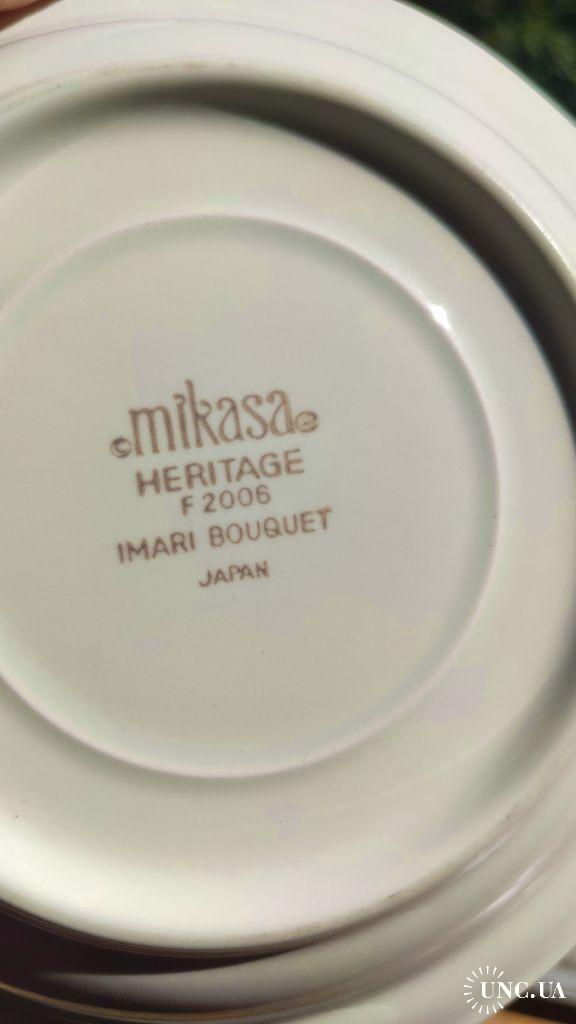 © mikasa ®
HERITAGE
F 2006
IMARI BOUQUET
JAPAN
UNC.UA